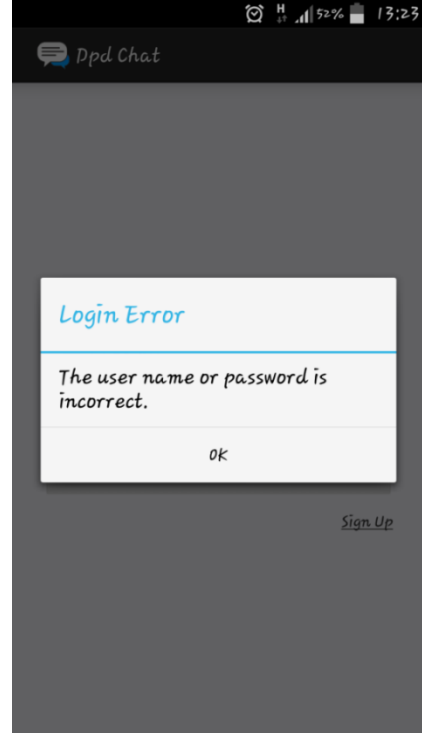 H 52% 13:23
Dpd Chat
Login Error
The user name or password is
incorrect.
OK
Sign Up